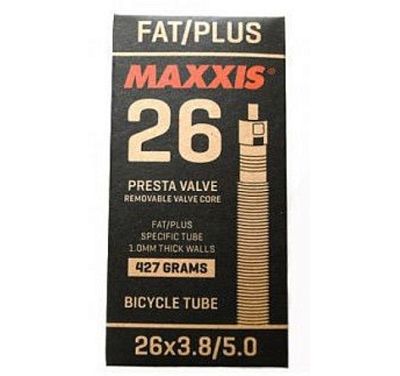 FAT/PLUS
MAXXIS®
26
PRESTA VALVE
REMOVABLE VALVE CORE
FAT/PLUS
SPECIFIC TUBE
1.0MM THICK WALLS
427 GRAMS
BICYCLE TUBE
26x3.8/5.0